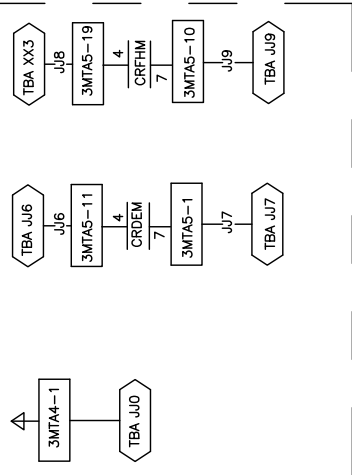 TBA XX3
JJ8
3MTA5-19
4
CRFHM
7
3MTA5-10
JJ9
TBA JJ9
TBA JJ6
JJ6
3MTA5-11
4
CRDEM
7
3MTA5-1
JJ7
TBA JJ7
3MTA4-1
TBA JJ0